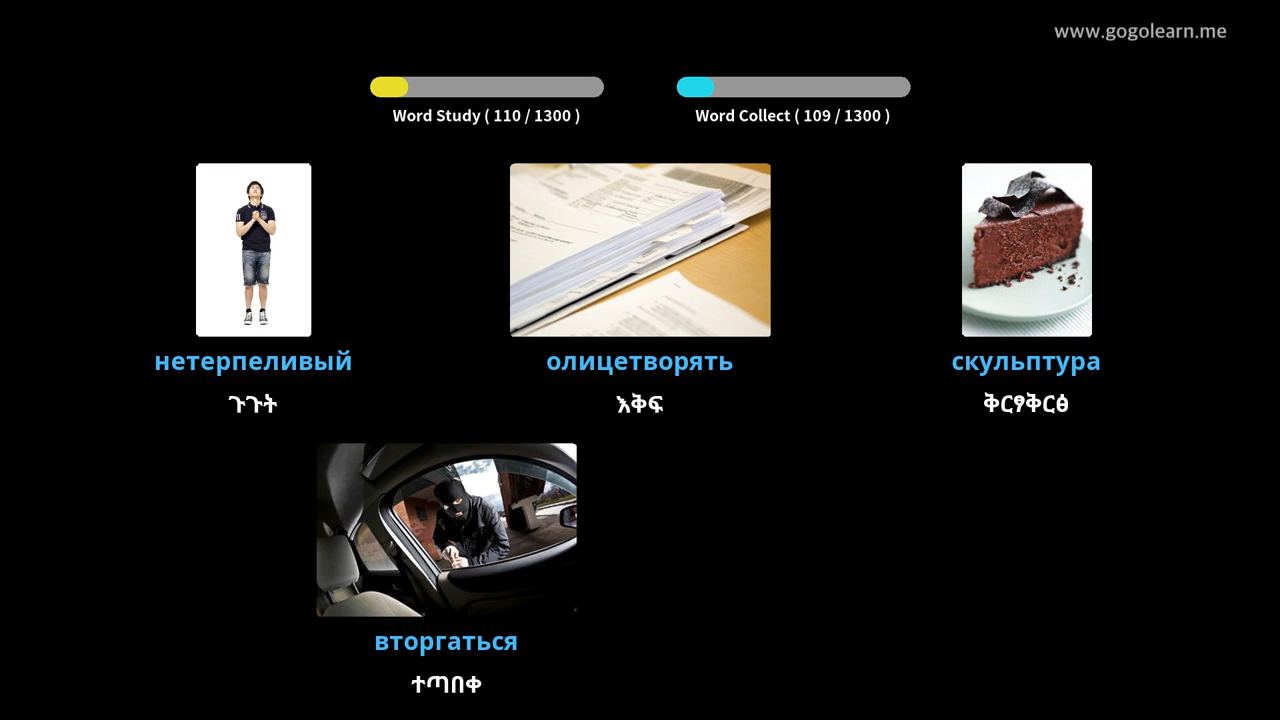 www.gogolearn.me
Word Study ( 110 / 1300 )
Word Collect ( 109 / 1300 )
нетерпеливый
ጉጉት
олицетворять
እቅፍ
скульптура
ቅርፃቅርፅ
вторгаться
ተጣበቀ